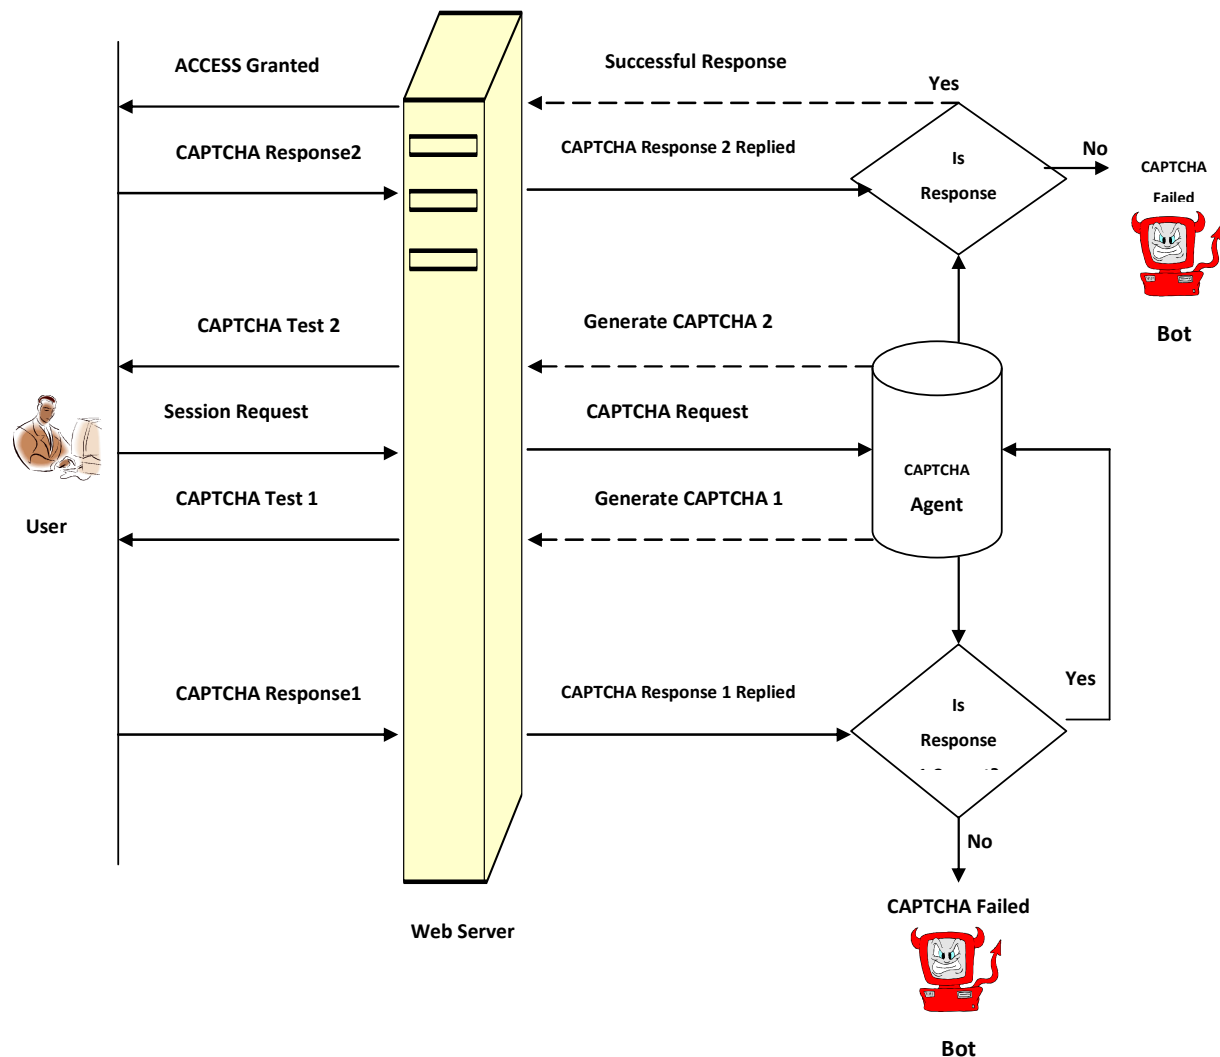 ACCESS Granted
Successful Response
Yes
CAPTCHA Response2
CAPTCHA Response 2 Replied
Is
Response
No
CAPTCHA
Failed
Bot
CAPTCHA Test 2
Generate CAPTCHA 2
Session Request
CAPTCHA Request
CAPTCHA
Agent
CAPTCHA Test 1
Generate CAPTCHA 1
User
CAPTCHA Response1
CAPTCHA Response 1 Replied
Is
Response
Yes
No
CAPTCHA Failed
Web Server
Bot